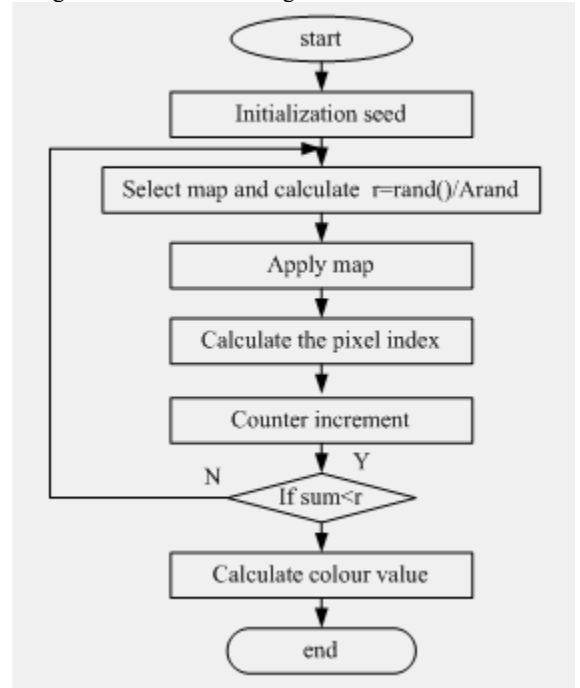 start
Initialization seed
Select map and calculate r=rand()/Arand
Apply map
Calculate the pixel index
Counter increment
Y
N
If sum<r
Calculate colour value
end